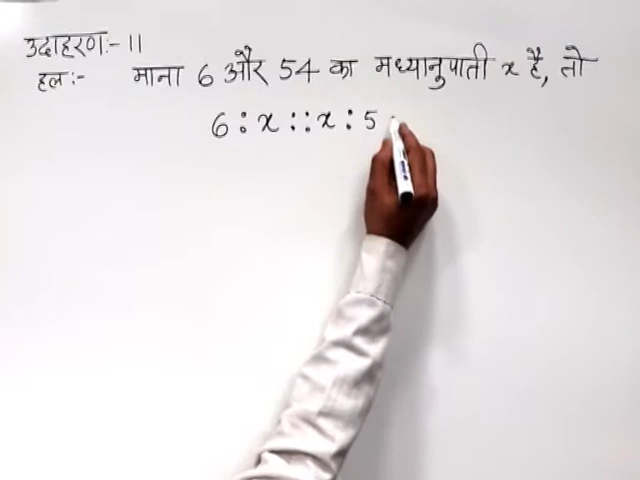 उदाहरण:- 11
हल:- माना 6 और 54 का मध्यानुपाती x है, तो
6 : x :: x : 5